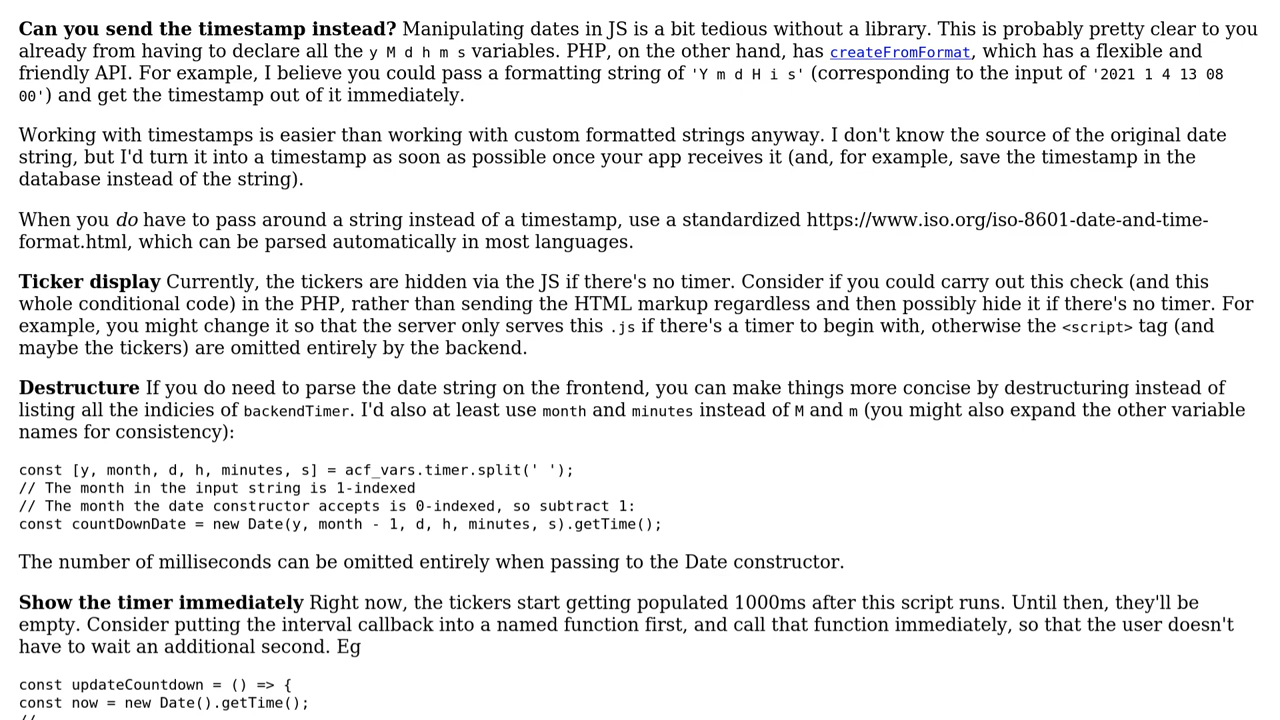 Can you send the timestamp instead? Manipulating dates in JS is a bit tedious without a library. This is probably pretty clear to you
already from having to declare all the y M d h m s variables. PHP, on the other hand, has createFromFormat, which has a flexible and
friendly API. For example, I believe you could pass a formatting string of 'Y m d H i s' (corresponding to the input of '2021 1 4 13 08
00') and get the timestamp out of it immediately.
Working with timestamps is easier than working with custom formatted strings anyway. I don't know the source of the original date
string, but I'd turn it into a timestamp as soon as possible once your app receives it (and, for example, save the timestamp in the
database instead of the string).
When you do have to pass around a string instead of a timestamp, use a standardized https://www.iso.org/iso-8601-date-and-time-
format.html, which can be parsed automatically in most languages.
Ticker display Currently, the tickers are hidden via the JS if there's no timer. Consider if you could carry out this check (and this
whole conditional code) in the PHP, rather than sending the HTML markup regardless and then possibly hide it if there's no timer. For
example, you might change it so that the server only serves this .js if there's a timer to begin with, otherwise the <script> tag (and
maybe the tickers) are omitted entirely by the backend.
Destructure If you do need to parse the date string on the frontend, you can make things more concise by destructuring instead of
listing all the indicies of backendTimer. I'd also at least use month and minutes instead of M and m (you might also expand the other variable
names for consistency):
const [y, month, d, h, minutes, s] = acf_vars.timer.split(' ');
// The month in the input string is 1-indexed
// The month the date constructor accepts is 0-indexed, so subtract 1:
const countDownDate = new Date(y, month - 1, d, h, minutes, s).getTime();
The number of milliseconds can be omitted entirely when passing to the Date constructor.
Show the timer immediately Right now, the tickers start getting populated 1000ms after this script runs. Until then, they'll be
empty. Consider putting the interval callback into a named function first, and call that function immediately, so that the user doesn't
have to wait an additional second. Eg
const updateCountdown = () => {
const now = new Date().getTime();
//